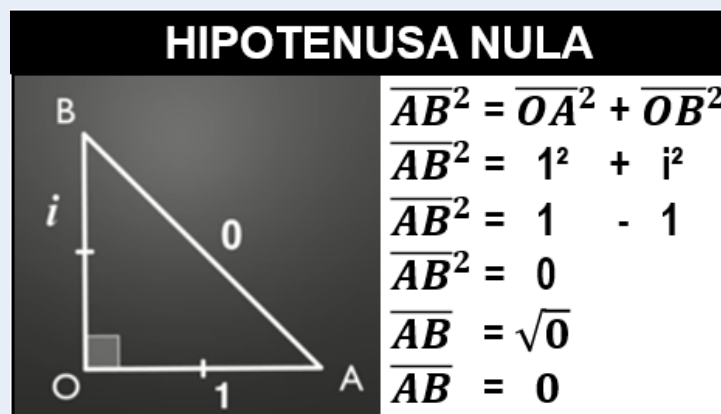 HIPOTENUSA NULA
B
i
0
O
1
A
AB² = OA² + OB²
AB² = 1² + i²
AB² = 1 - 1
AB² = 0
AB = √0
AB = 0